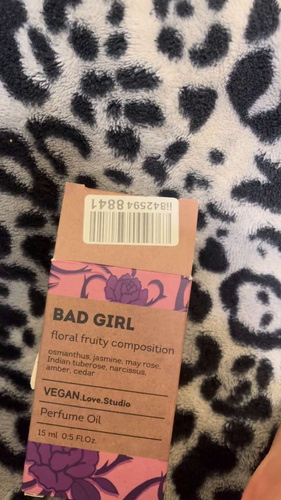 BAD GIRL
floral fruity composition
osmanthus, jasmine, may rose,
Indian tuberose, narcissus,
amber, cedar
VEGAN.Love.Studio
Perfume Oil
15 ml 0.5 Fl.Oz.